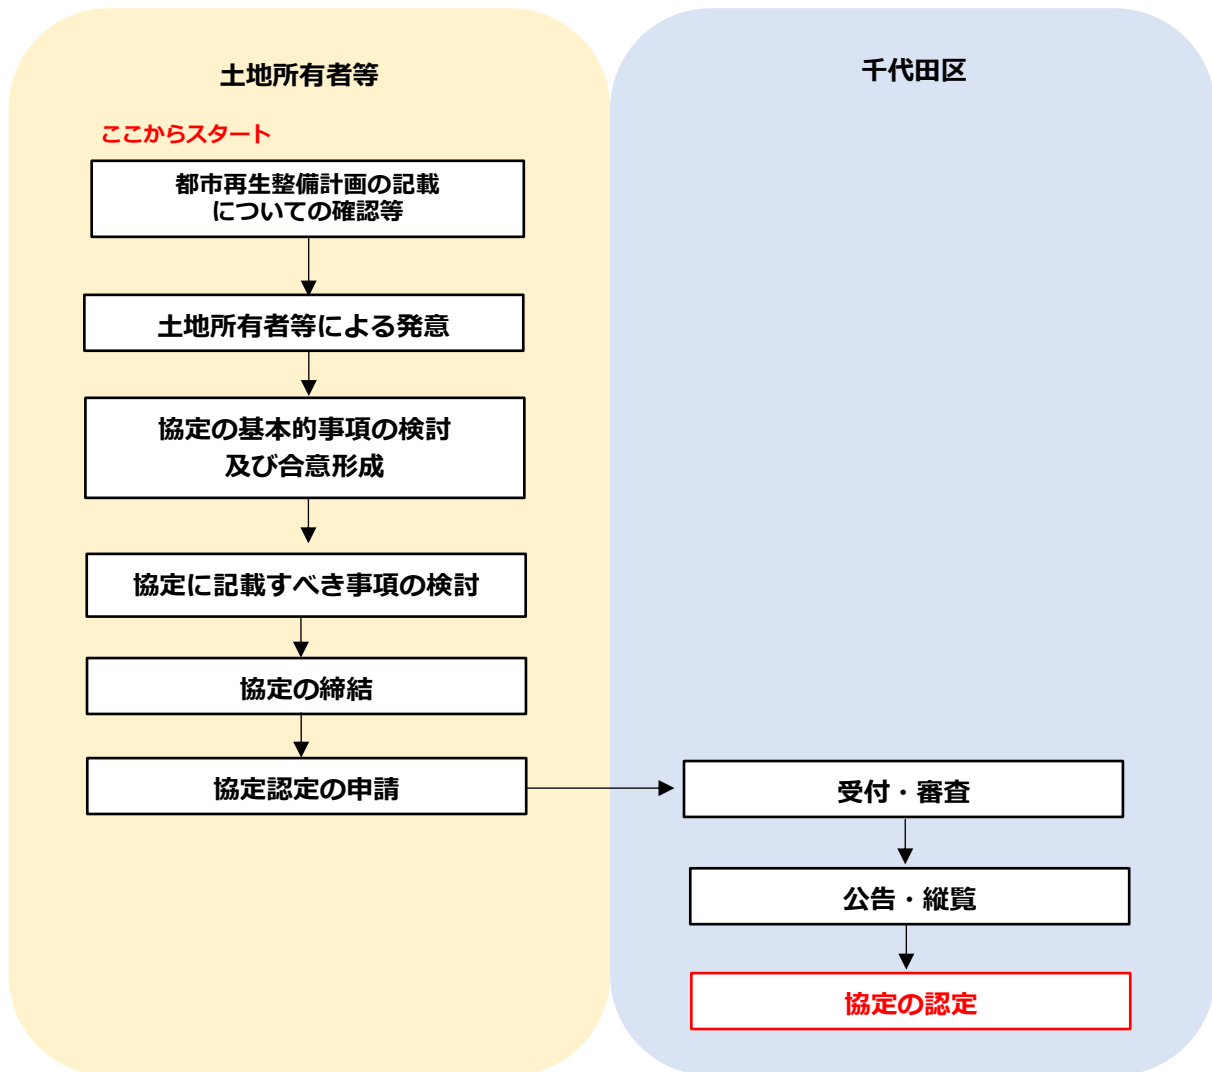 土地所有者等
ここからスタート
都市再生整備計画の記載
についての確認等
土地所有者等による発意
協定の基本的事項の検討
及び合意形成
協定に記載すべき事項の検討
協定の締結
協定認定の申請
千代田区
受付・審査
公告・縦覧
協定の認定